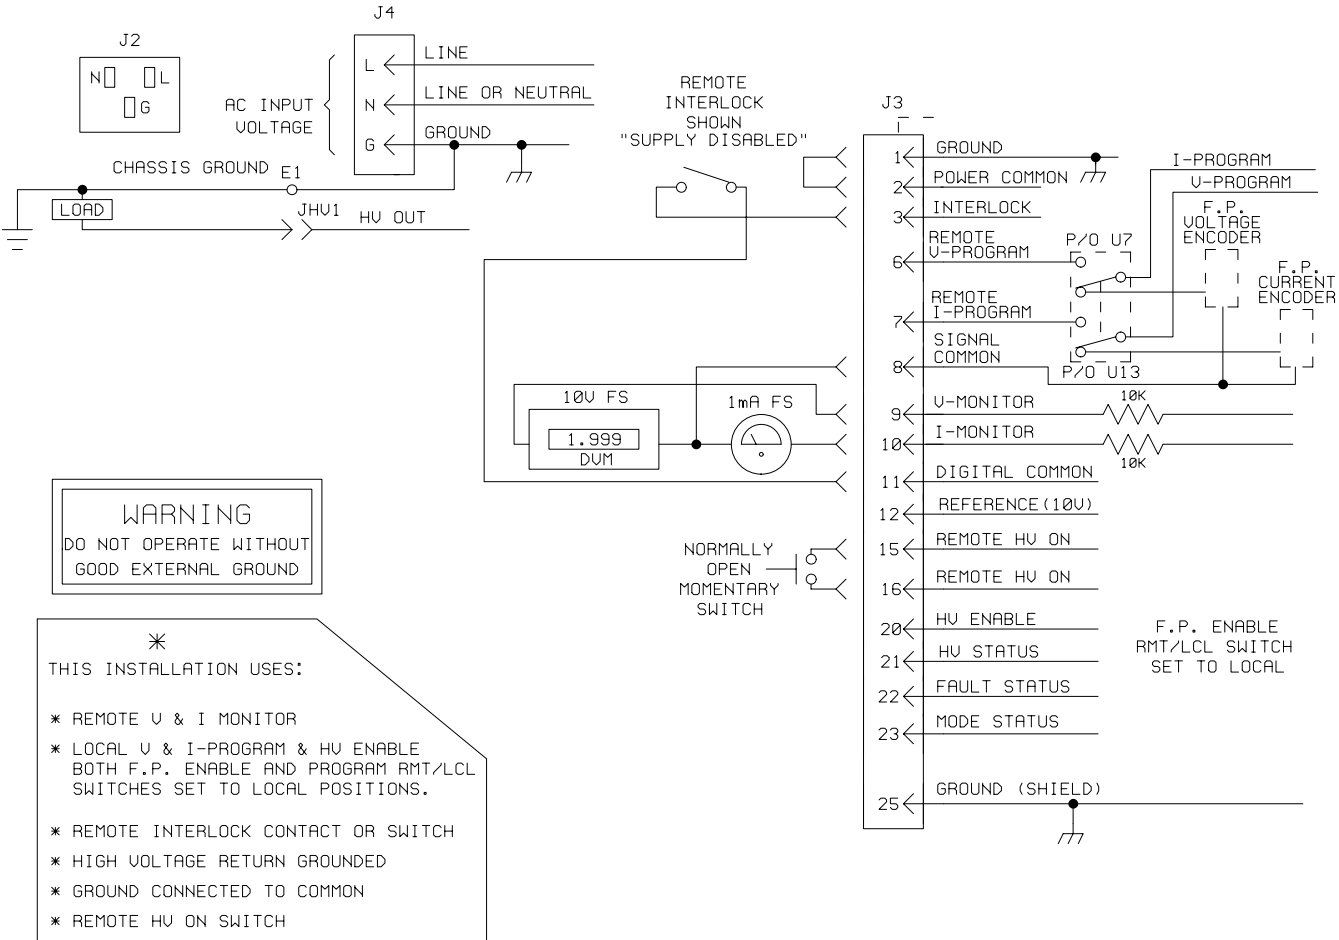 J4
J2
N L
G
AC INPUT
VOLTAGE
L LINE
N LINE OR NEUTRAL
G GROUND
CHASSIS GROUND E1
LOAD
JHV1 HV OUT
REMOTE
INTERLOCK
SHOWN
"SUPPLY DISABLED"
J3
1 GROUND
2 POWER COMMON
3 INTERLOCK
6 REMOTE
V-PROGRAM
7 REMOTE
I-PROGRAM
8 SIGNAL
COMMON
9 V-MONITOR
10K
10 I-MONITOR
10K
11 DIGITAL COMMON
12 REFERENCE(10V)
15 REMOTE HV ON
16 REMOTE HV ON
20 HV ENABLE
21 HV STATUS
22 FAULT STATUS
23 MODE STATUS
25 GROUND (SHIELD)
P/O U7
P/O U13
I-PROGRAM
V-PROGRAM
F.P.
VOLTAGE
ENCODER
F.P.
CURRENT
ENCODER
10V FS
1.999
DVM
1mA FS
NORMALLY
OPEN
MOMENTARY
SWITCH
F.P. ENABLE
RMT/LCL SWITCH
SET TO LOCAL
WARNING
DO NOT OPERATE WITHOUT
GOOD EXTERNAL GROUND
*
THIS INSTALLATION USES:
* REMOTE V & I MONITOR
* LOCAL V & I-PROGRAM & HV ENABLE
BOTH F.P. ENABLE AND PROGRAM RMT/LCL
SWITCHES SET TO LOCAL POSITIONS.
* REMOTE INTERLOCK CONTACT OR SWITCH
* HIGH VOLTAGE RETURN GROUNDED
* GROUND CONNECTED TO COMMON
* REMOTE HV ON SWITCH